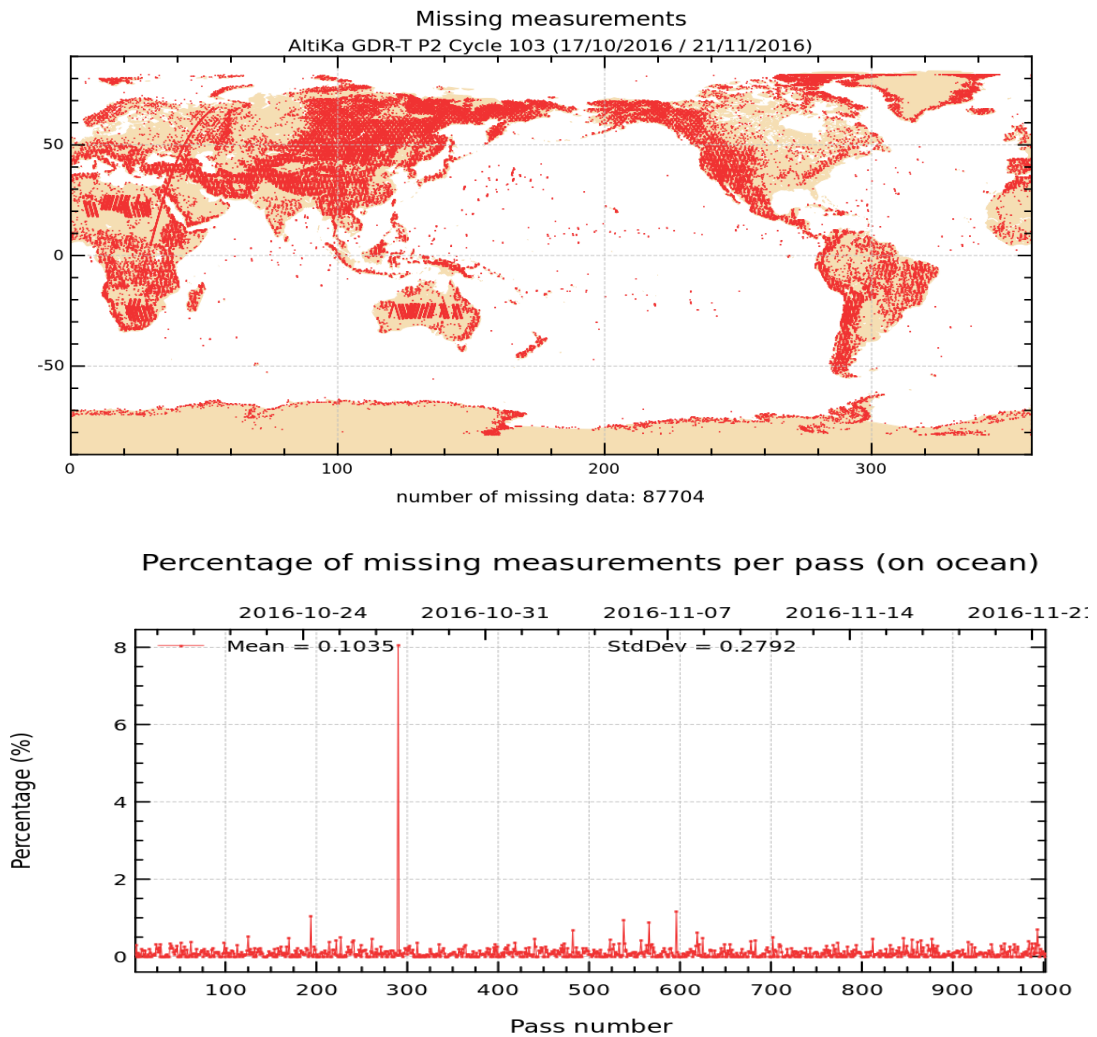 Missing measurements
AltiKa GDR-T P2 Cycle 103 (17/10/2016 / 21/11/2016)
50
0
-50
0 100 200 300
number of missing data: 87704
Percentage of missing measurements per pass (on ocean)
2016-10-24 2016-10-31 2016-11-07 2016-11-14 2016-11-21
Mean = 0.1035 StdDev = 0.2792
8
6
4
2
0
Percentage (%)
100 200 300 400 500 600 700 800 900 1000
Pass number